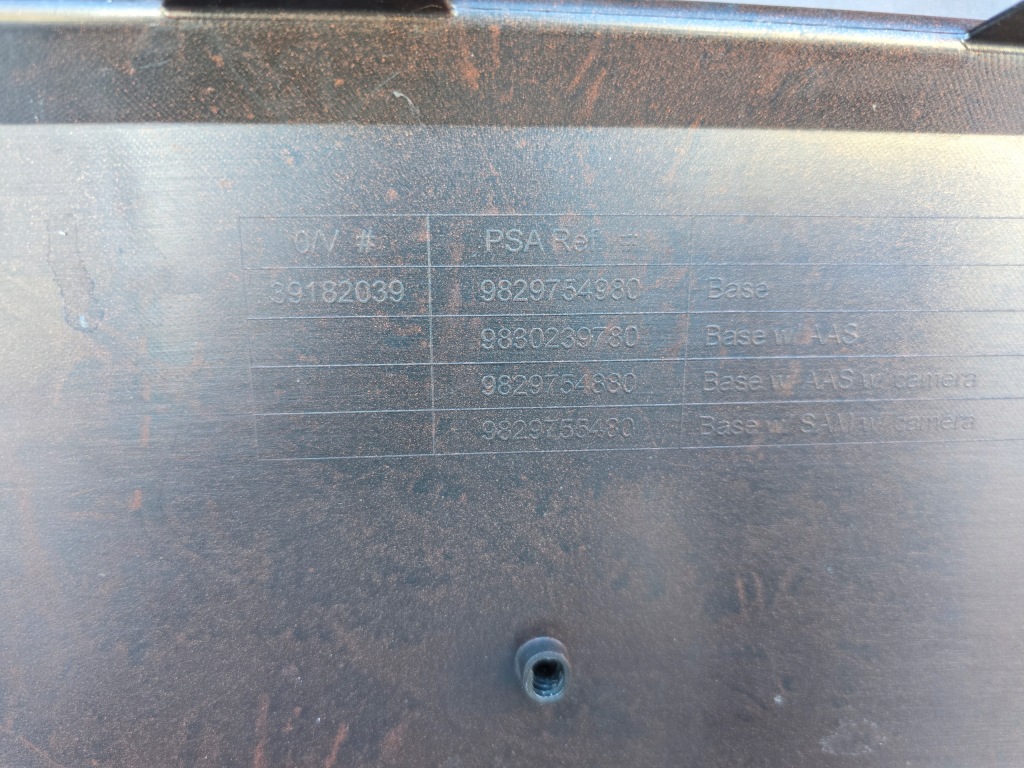 O/V # PSA Ref. #
39182039 9829754980 Base
9830239780 Base w/ AAS
9829754880 Base w/ AAS w/ camera
9829755480 Base w/ SAM w/ camera